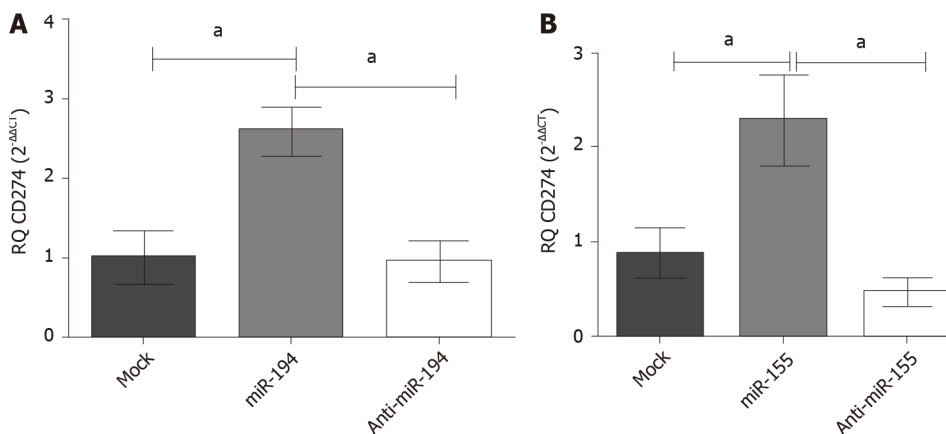 A
a
a
RQ CD274 (2-ΔΔCT)
4
3
2
1
0
Mock
miR-194
Anti-miR-194
B
a
a
RQ CD274 (2-ΔΔCT)
3
2
1
0
Mock
miR-155
Anti-miR-155